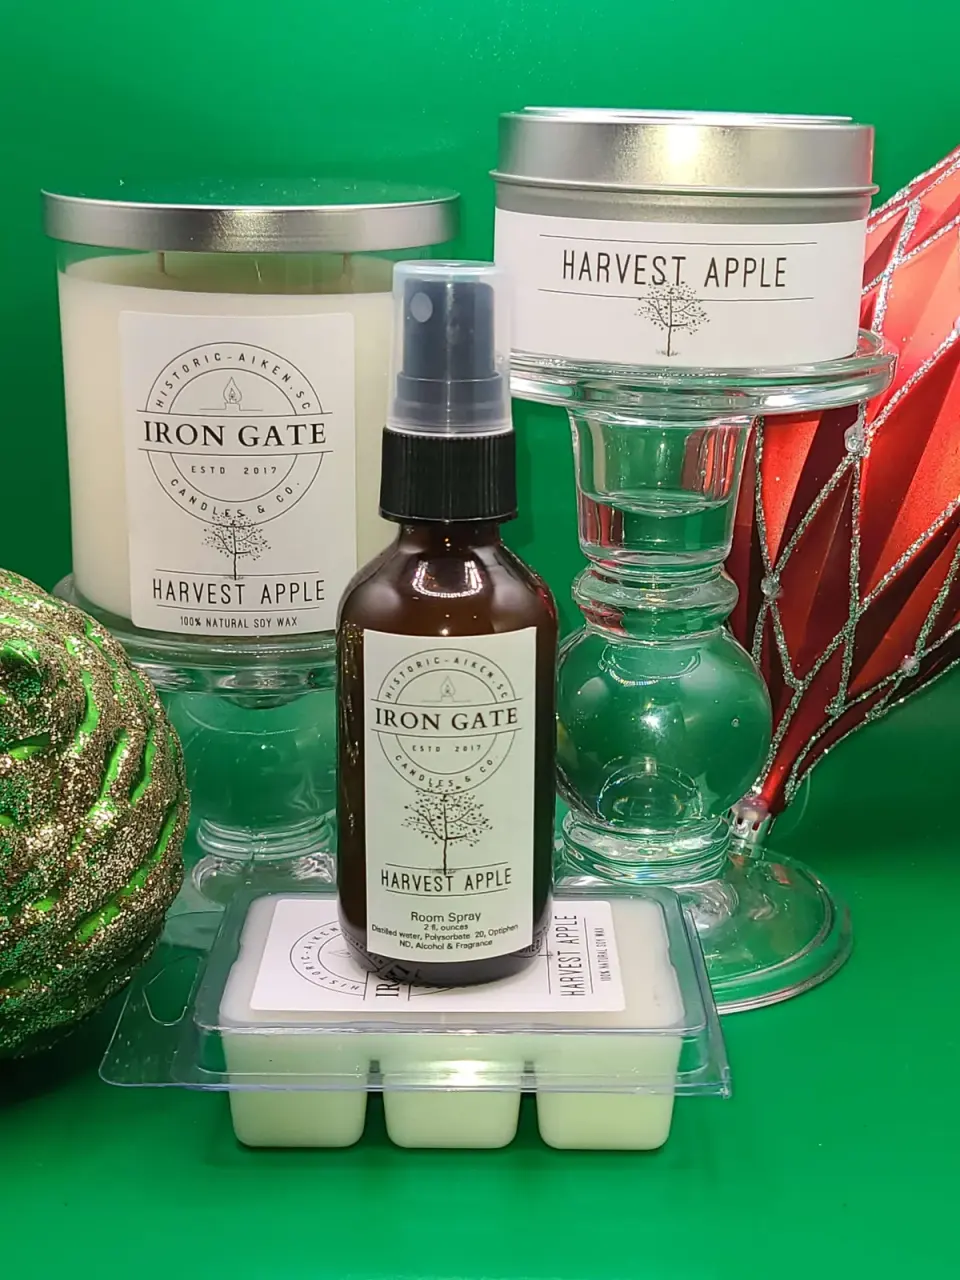 HISTORIC-AIKEN, SC
IRON GATE
ESTD 2017
CANDLES & CO.
HARVEST APPLE
100% NATURAL SOY WAX
HARVEST APPLE
HISTORIC-AIKEN, SC
IRON GATE
ESTD 2017
CANDLES & CO.
HARVEST APPLE
Room Spray
2 fl. ounces
Distilled water, Polysorbate 20, Optiphen
ND, Alcohol & Fragrance
HISTORIC-AIKEN
HARVEST APPLE
100% NATURAL SOY WAX